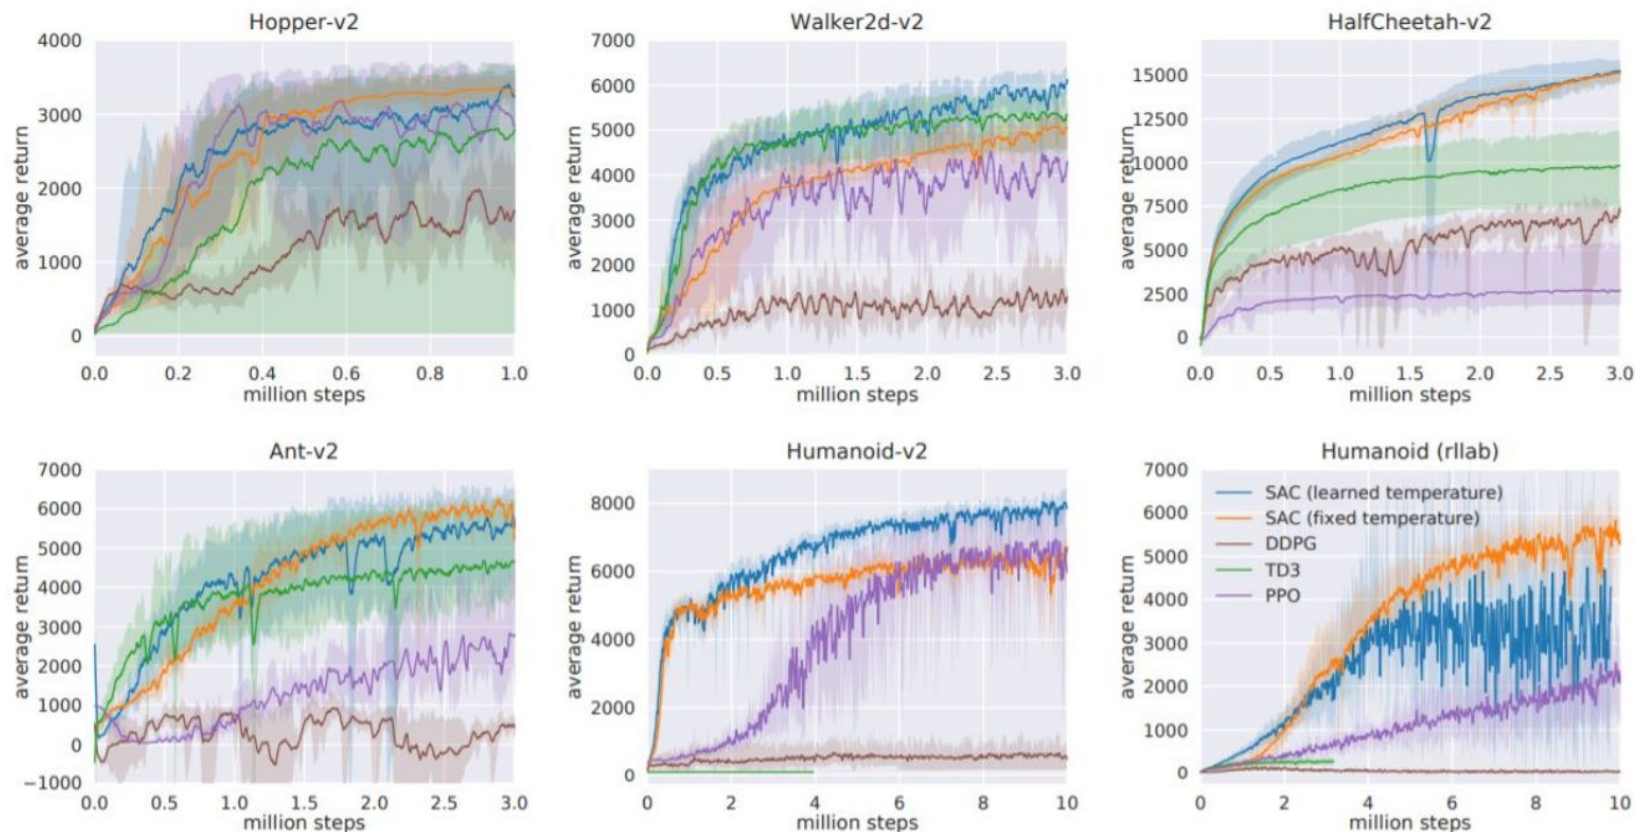 Hopper-v2
4000
3000
2000
1000
0
average return
0.0 0.2 0.4 0.6 0.8 1.0
million steps
Walker2d-v2
7000
6000
5000
4000
3000
2000
1000
0
average return
0.0 0.5 1.0 1.5 2.0 2.5 3.0
million steps
HalfCheetah-v2
15000
12500
10000
7500
5000
2500
0
average return
0.0 0.5 1.0 1.5 2.0 2.5 3.0
million steps
Ant-v2
7000
6000
5000
4000
3000
2000
1000
0
−1000
average return
0.0 0.5 1.0 1.5 2.0 2.5 3.0
million steps
Humanoid-v2
8000
6000
4000
2000
0
average return
0 2 4 6 8 10
million steps
Humanoid (rllab)
7000
6000
5000
4000
3000
2000
1000
0
average return
SAC (learned temperature)
SAC (fixed temperature)
DDPG
TD3
PPO
0 2 4 6 8 10
million steps